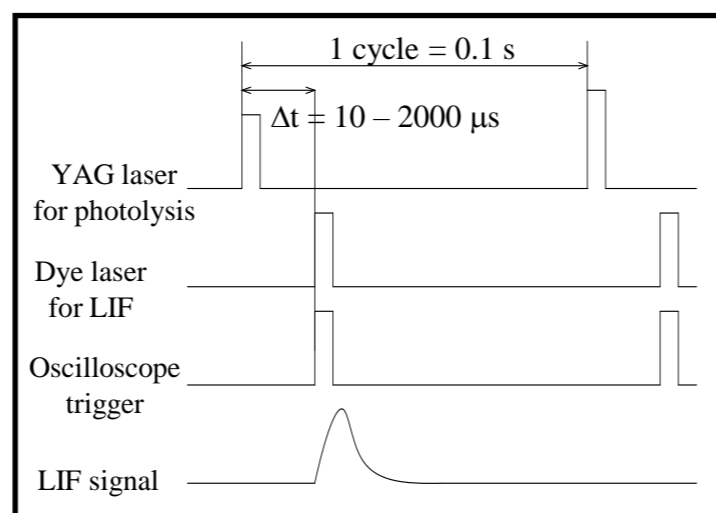 1 cycle = 0.1 s
Δt = 10 – 2000 μs
YAG laser
for photolysis
Dye laser
for LIF
Oscilloscope
trigger
LIF signal